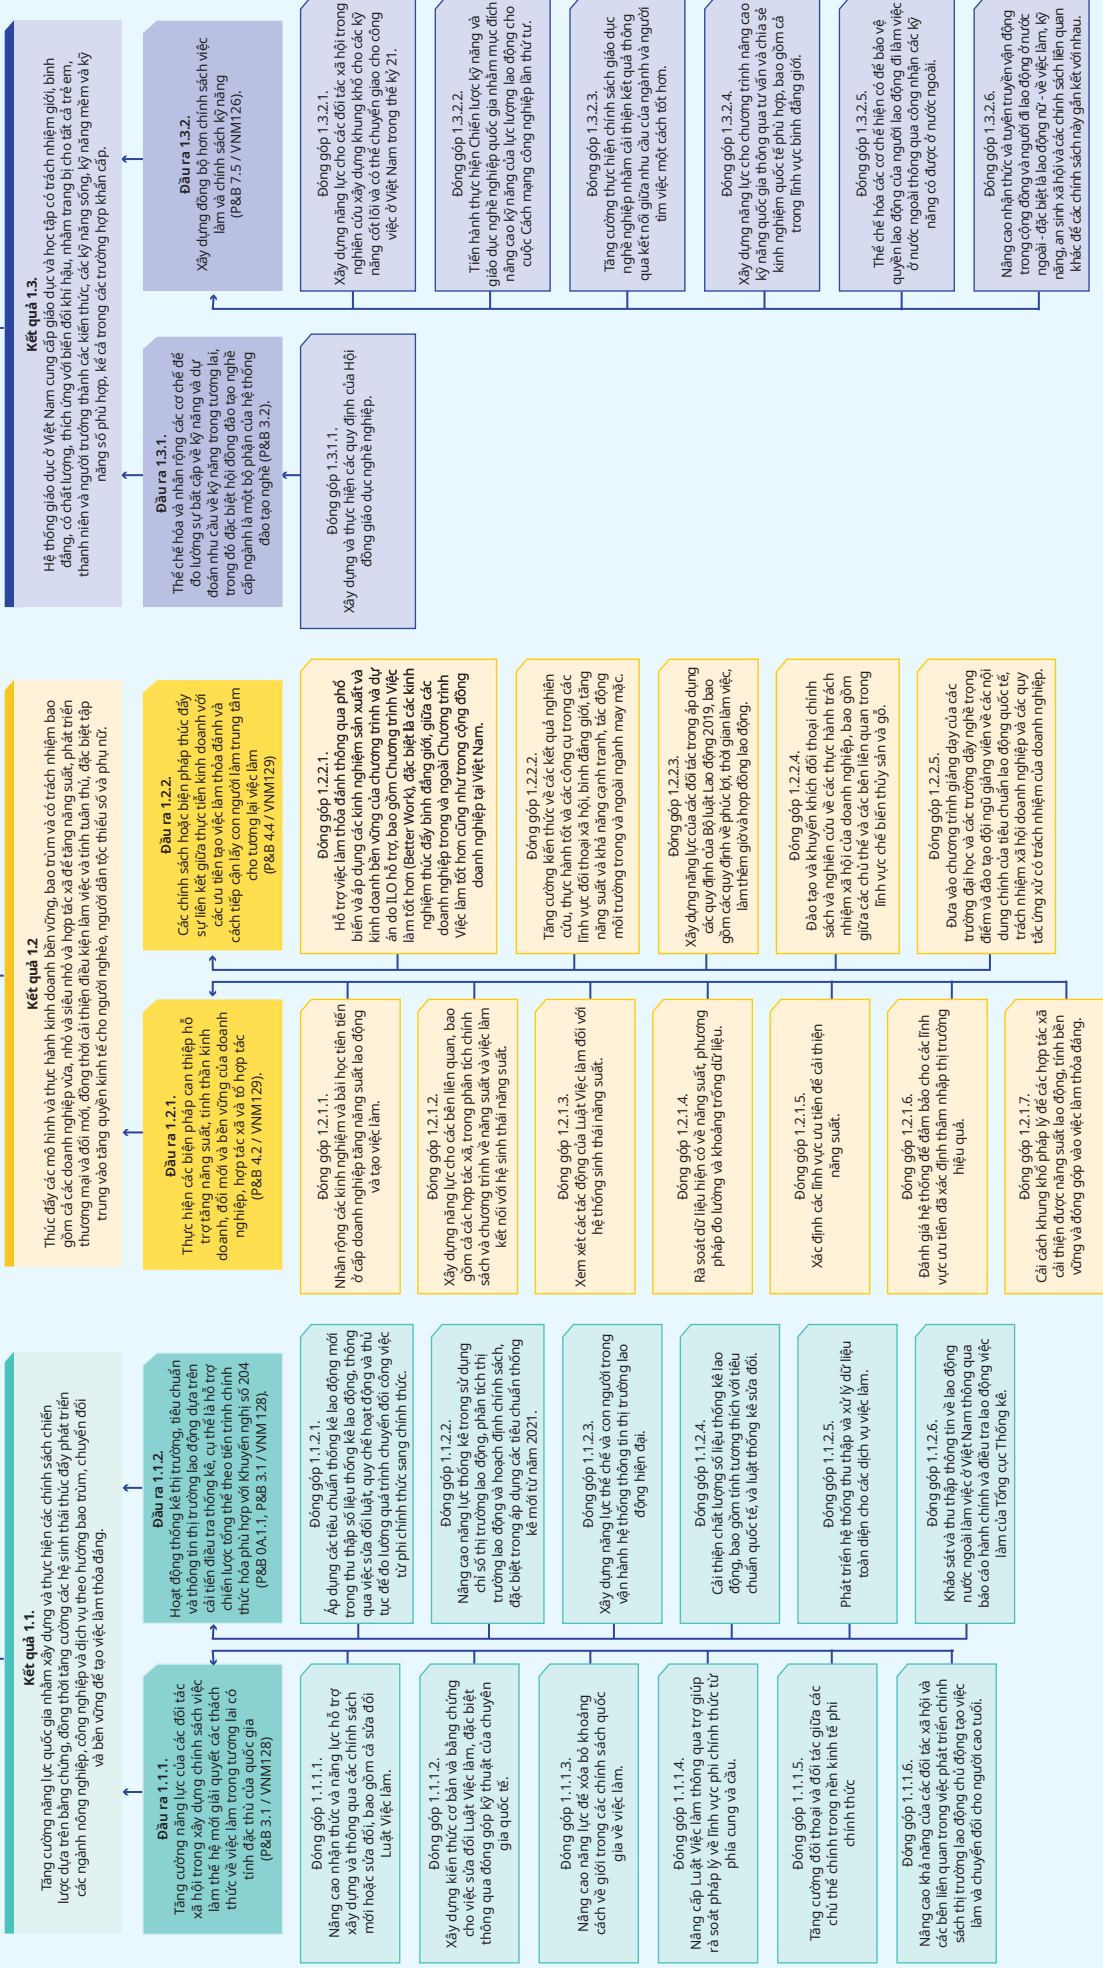 Kết quả 1.1.
Tăng cường năng lực quốc gia nhằm xây dựng và thực hiện các chính sách chiến
lược dựa trên bằng chứng, đồng thời tăng cường các hệ sinh thái thúc đẩy phát triển
các ngành nông nghiệp, công nghiệp và dịch vụ theo hướng bao trùm, chuyển đổi
và bền vững để tạo việc làm thỏa đáng.
Đầu ra 1.1.1.
Tăng cường năng lực của các đối tác
xã hội trong xây dựng chính sách việc
làm thế hệ mới giải quyết các thách
thức về việc làm trong tương lai có
tính đặc thù của quốc gia
(P&B 3.1 / VNM128)
Đóng góp 1.1.1.1.
Nâng cao nhận thức và năng lực hỗ trợ
xây dựng và thông qua các chính sách
mới hoặc sửa đổi, bao gồm cả sửa đổi
Luật Việc làm.
Đóng góp 1.1.1.2.
Xây dựng kiến thức cơ bản và bằng chứng
cho việc sửa đổi Luật Việc làm, đặc biệt
thông qua đóng góp kỹ thuật của chuyên
gia quốc tế.
Đóng góp 1.1.1.3.
Nâng cao năng lực để xóa bỏ khoảng
cách về giới trong các chính sách quốc
gia về việc làm.
Đóng góp 1.1.1.4.
Nâng cấp Luật Việc làm thông qua trợ giúp
rà soát pháp lý về lĩnh vực phi chính thức từ
phía cung và cầu.
Đóng góp 1.1.1.5.
Tăng cường đối thoại và đối tác giữa các
chủ thể chính trong nền kinh tế phi
chính thức
Đóng góp 1.1.1.6.
Nâng cao khả năng của các đối tác xã hội và
các bên liên quan trong việc phát triển chính
sách thị trường lao động chủ động tạo việc
làm và chuyển đổi cho người cao tuổi.
Đầu ra 1.1.2.
Hoạt động thống kê thị trường, tiêu chuẩn
và thông tin thị trường lao động dựa trên
cải tiến điều tra thống kê, cụ thể là hỗ trợ
chiến lược tổng thể theo tiến trình chính
thức hóa phù hợp với Khuyến nghị số 204
(P&B 0A.1.1, P&B 3.1 / VNM 128).
Đóng góp 1.1.2.1.
Áp dụng các tiêu chuẩn thống kê lao động mới
trong thu thập số liệu thống kê lao động, thông
qua việc sửa đổi luật, quy chế hoạt động và thủ
tục để đo lường quá trình chuyển đổi công việc
từ phi chính thức sang chính thức.
Đóng góp 1.1.2.2.
Nâng cao năng lực thống kê trong sử dụng
chỉ số thị trường lao động, phân tích thị
trường lao động và hoạch định chính sách,
đặc biệt trong áp dụng các tiêu chuẩn thống
kê mới từ năm 2021.
Đóng góp 1.1.2.3.
Xây dựng năng lực thể chế và con người trong
vận hành hệ thống thông tin thị trường lao
động hiện đại.
Đóng góp 1.1.2.4.
Cải thiện chất lượng số liệu thống kê lao
động, bao gồm tính tương thích với tiêu
chuẩn quốc tế, và luật thống kê sửa đổi.
Đóng góp 1.1.2.5.
Phát triển hệ thống thu thập và xử lý dữ liệu
toàn diện cho các dịch vụ việc làm.
Đóng góp 1.1.2.6.
Khảo sát và thu thập thông tin về lao động
nước ngoài làm việc ở Việt Nam thông qua
báo cáo hành chính và điều tra lao động việc
làm của Tổng cục Thống kê.
Kết quả 1.2
Thúc đẩy các mô hình và thực hành kinh doanh bền vững, bao trùm và có trách nhiệm bao
gồm cả các doanh nghiệp vừa, nhỏ và siêu nhỏ và hợp tác xã để tăng năng suất, phát triển
thương mại và đổi mới, đồng thời cải thiện điều kiện làm việc và tính tuân thủ, đặc biệt tập
trung vào tăng quyền kinh tế cho người nghèo, người dân tộc thiểu số và phụ nữ.
Đầu ra 1.2.1.
Thực hiện các biện pháp can thiệp hỗ
trợ tăng năng suất, tinh thần kinh
doanh, đổi mới và bền vững của doanh
nghiệp, hợp tác xã và tổ hợp tác
(P&B 4.2 / VNM129).
Đóng góp 1.2.1.1.
Nhân rộng các kinh nghiệm và bài học tiên tiến
ở cấp doanh nghiệp tăng năng suất lao động
và tạo việc làm.
Đóng góp 1.2.1.2.
Xây dựng năng lực cho các bên liên quan, bao
gồm cả các hợp tác xã, trong phân tích chính
sách và chương trình về năng suất và việc làm
kết nối với hệ sinh thái năng suất.
Đóng góp 1.2.1.3.
Xem xét các tác động của Luật Việc làm đối với
hệ thống sinh thái năng suất.
Đóng góp 1.2.1.4.
Rà soát dữ liệu hiện có về năng suất, phương
pháp đo lường và khoảng trống dữ liệu.
Đóng góp 1.2.1.5.
Xác định các lĩnh vực ưu tiên để cải thiện
năng suất.
Đóng góp 1.2.1.6.
Đánh giá hệ thống để đảm bảo cho các lĩnh
vực ưu tiên đã xác định thâm nhập thị trường
hiệu quả.
Đóng góp 1.2.1.7.
Cải cách khung khổ pháp lý để các hợp tác xã
cải thiện được năng suất lao động, tính bền
vững và đóng góp vào việc làm thỏa đáng.
Đầu ra 1.2.2.
Các chính sách hoặc biện pháp thúc đẩy
sự liên kết giữa thực tiễn kinh doanh với
các ưu tiên tạo việc làm thỏa đánh và
cách tiếp cận lấy con người làm trung tâm
cho tương lại việc làm
(P&B 4.4 / VNM129)
Đóng góp 1.2.2.1.
Hỗ trợ việc làm thỏa đánh thông qua phổ
biến và áp dụng các kinh nghiệm sản xuất và
kinh doanh bền vững của chương trình và dự
án do ILO hỗ trợ, bao gồm Chương trình Việc
làm tốt hơn (Better Work), đặc biệt là các kinh
nghiệm thúc đẩy bình đẳng giới, giữa các
doanh nghiệp trong và ngoài Chương trình
Việc làm tốt hơn cũng như trong cộng đồng
doanh nghiệp tại Việt Nam.
Đóng góp 1.2.2.2.
Tăng cường kiến thức về các kết quả nghiên
cứu, thực hành tốt và các công cụ trong các
lĩnh vực đối thoại xã hội, bình đẳng giới, tăng
năng suất và khả năng cạnh tranh, tác động
môi trường trong và ngoài ngành may mặc.
Đóng góp 1.2.2.3.
Xây dựng năng lực của các đối tác trong áp dụng
các quy định của Bộ luật Lao động 2019, bao
gồm các quy định về phúc lợi, thời gian làm việc,
làm thêm giờ và hợp đồng lao động.
Đóng góp 1.2.2.4.
Đào tạo và khuyến khích đối thoại chính
sách và nghiên cứu về các thực hành trách
nhiệm xã hội của doanh nghiệp, bao gồm
giữa các chủ thể và các bên liên quan trong
lĩnh vực chế biến thủy sản và gỗ.
Đóng góp 1.2.2.5.
Đưa vào chương trình giảng dạy của các
trường đại học và các trường dậy nghề trọng
điểm và đào tạo đội ngũ giảng viên về các nội
dung chính của tiêu chuẩn lao động quốc tế,
trách nhiệm xã hội doanh nghiệp và các quy
tắc ứng xử có trách nhiệm của doanh nghiệp.
Kết quả 1.3.
Hệ thống giáo dục ở Việt Nam cung cấp giáo dục và học tập có trách nhiệm giới, bình
đẳng, có chất lượng, thích ứng với biến đổi khí hậu, nhằm trang bị cho tất cả trẻ em,
thanh niên và người trưởng thành các kiến thức, các kỹ năng sống, kỹ năng mềm và kỹ
năng số phù hợp, kể cả trong các trường hợp khẩn cấp.
Đầu ra 1.3.1.
Thể chế hóa và nhân rộng các cơ chế để
đo lường sự bất cập về kỹ năng và dự
đoán nhu cầu về kỹ năng trong tương lai,
trong đó đặc biệt hội đồng đào tạo nghề
cấp ngành là một bộ phận của hệ thống
đào tạo nghề (P&B 3.2).
Đóng góp 1.3.1.1.
Xây dựng và thực hiện các quy định của Hội
đồng giáo dục nghề nghiệp.
Đầu ra 1.3.2.
Xây dựng đồng bộ hơn chính sách việc
làm và chính sách kỹ năng
(P&B 7.5 / VNM126).
Đóng góp 1.3.2.1.
Xây dựng năng lực cho các đối tác xã hội trong
nghiên cứu xây dựng khung khổ cho các kỹ
năng cốt lõi và có thể chuyển giao cho công
việc ở Việt Nam trong thế kỷ 21.
Đóng góp 1.3.2.2.
Tiến hành thực hiện Chiến lược kỹ năng và
giáo dục nghề nghiệp quốc gia nhằm mục đích
nâng cao kỹ năng của lực lượng lao động cho
cuộc Cách mạng công nghiệp lần thứ tư.
Đóng góp 1.3.2.3.
Tăng cường thực hiện chính sách giáo dục
nghề nghiệp nhằm cải thiện kết quả thông
qua kết nối giữa nhu cầu của ngành và người
tìm việc một cách tốt hơn.
Đóng góp 1.3.2.4.
Xây dựng năng lực cho chương trình nâng cao
kỹ năng quốc gia thông qua tư vấn và chia sẻ
kinh nghiệm quốc tế phù hợp, bao gồm cả
trong lĩnh vực bình đẳng giới.
Đóng góp 1.3.2.5.
Thể chế hóa các cơ chế hiện có để bảo vệ
quyền lao động của người lao động đi làm việc
ở nước ngoài thông qua công nhận các kỹ
năng có được ở nước ngoài.
Đóng góp 1.3.2.6.
Nâng cao nhận thức và tuyên truyền vận động
trong cộng đồng và người đi lao động ở nước
ngoài - đặc biệt là lao động nữ - về việc làm, kỹ
năng, an sinh xã hội và các chính sách liên quan
khác để các chính sách này gắn kết với nhau.